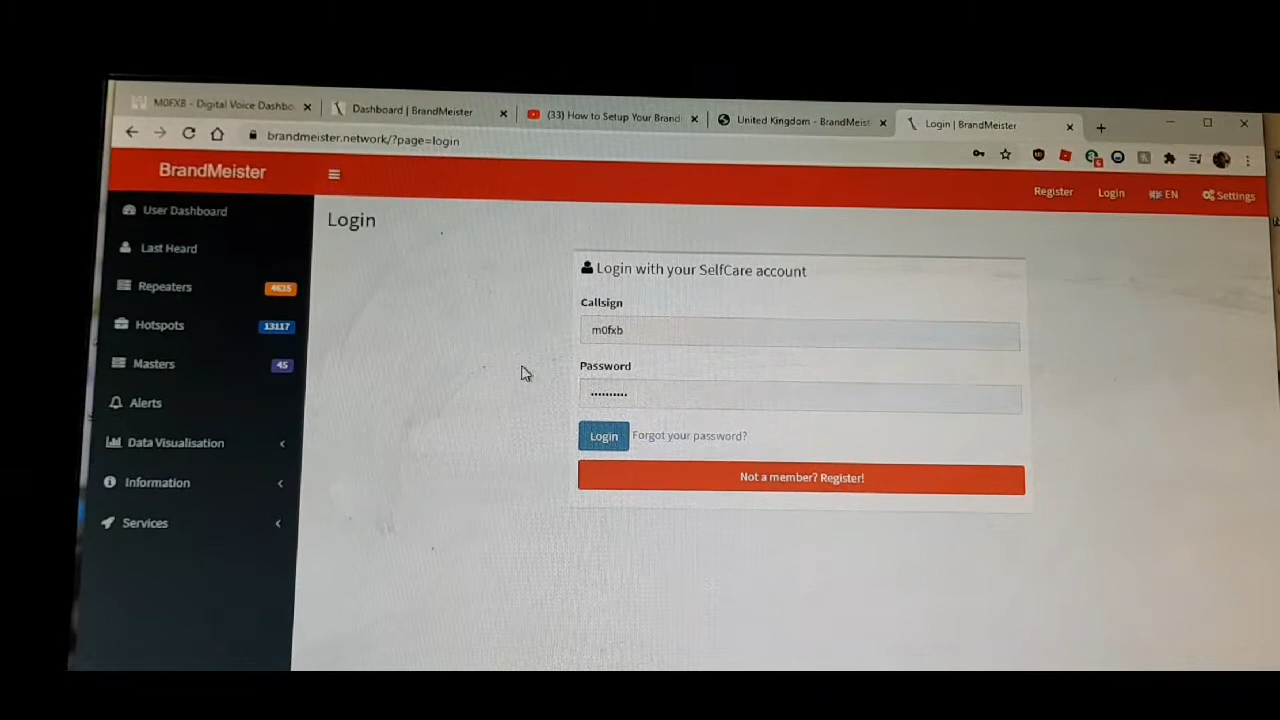 M0FXB - Digital Voice Dashbo
Dashboard | BrandMeister
(33) How to Setup Your Brand
United Kingdom - BrandMeist
Login | BrandMeister
brandmeister.network/?page=login
BrandMeister
Register
Login
EN
Settings
User Dashboard
Last Heard
Repeaters
4625
Hotspots
13117
Masters
45
Alerts
Data Visualisation
Information
Services
Login
Login with your SelfCare account
Callsign
m0fxb
Password
••••••••••
Login
Forgot your password?
Not a member? Register!